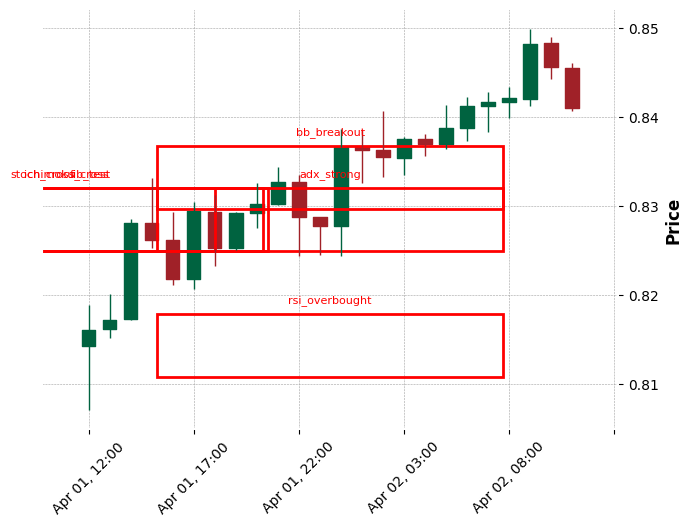 0.85
0.84
bb_breakout
adx_strong
0.83
Price
0.82
rsi_overbought
0.81
Apr 01, 12:00
Apr 01, 17:00
Apr 01, 22:00
Apr 02, 03:00
Apr 02, 08:00